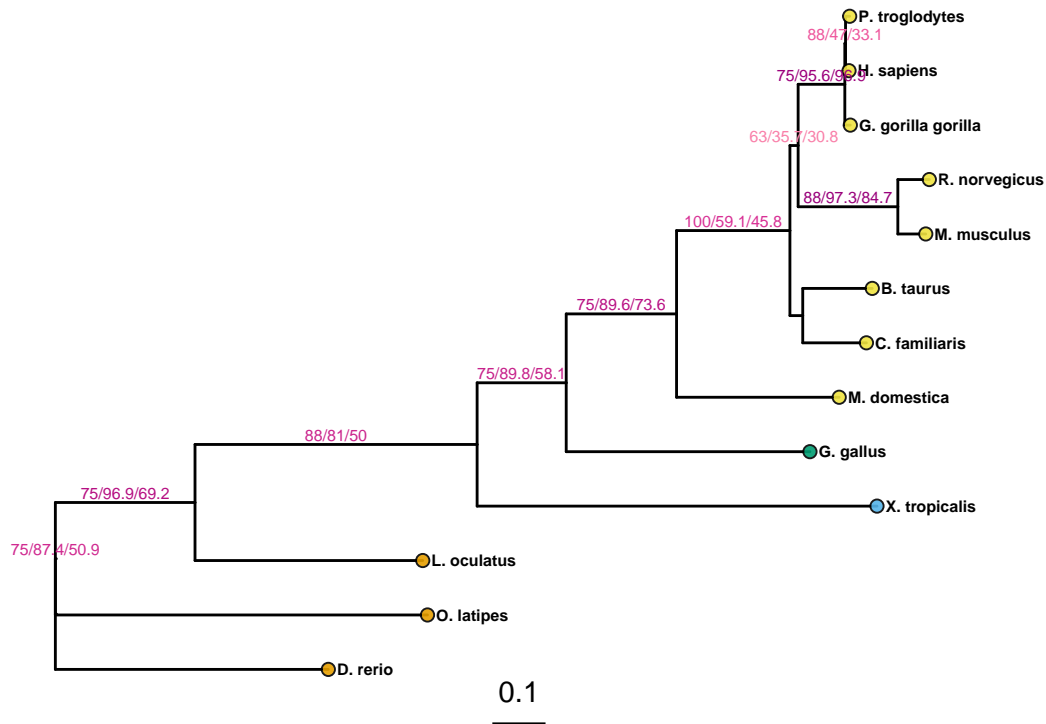 P. troglodytes
88/47/33.1
H. sapiens
75/95.6/96.9
G. gorilla gorilla
63/35.7/30.8
R. norvegicus
88/97.3/84.7
M. musculus
100/59.1/45.8
B. taurus
75/89.6/73.6
C. familiaris
75/89.8/58.1
M. domestica
88/81/50
G. gallus
75/96.9/69.2
X. tropicalis
75/87.4/50.9
L. oculatus
O. latipes
D. rerio
0.1